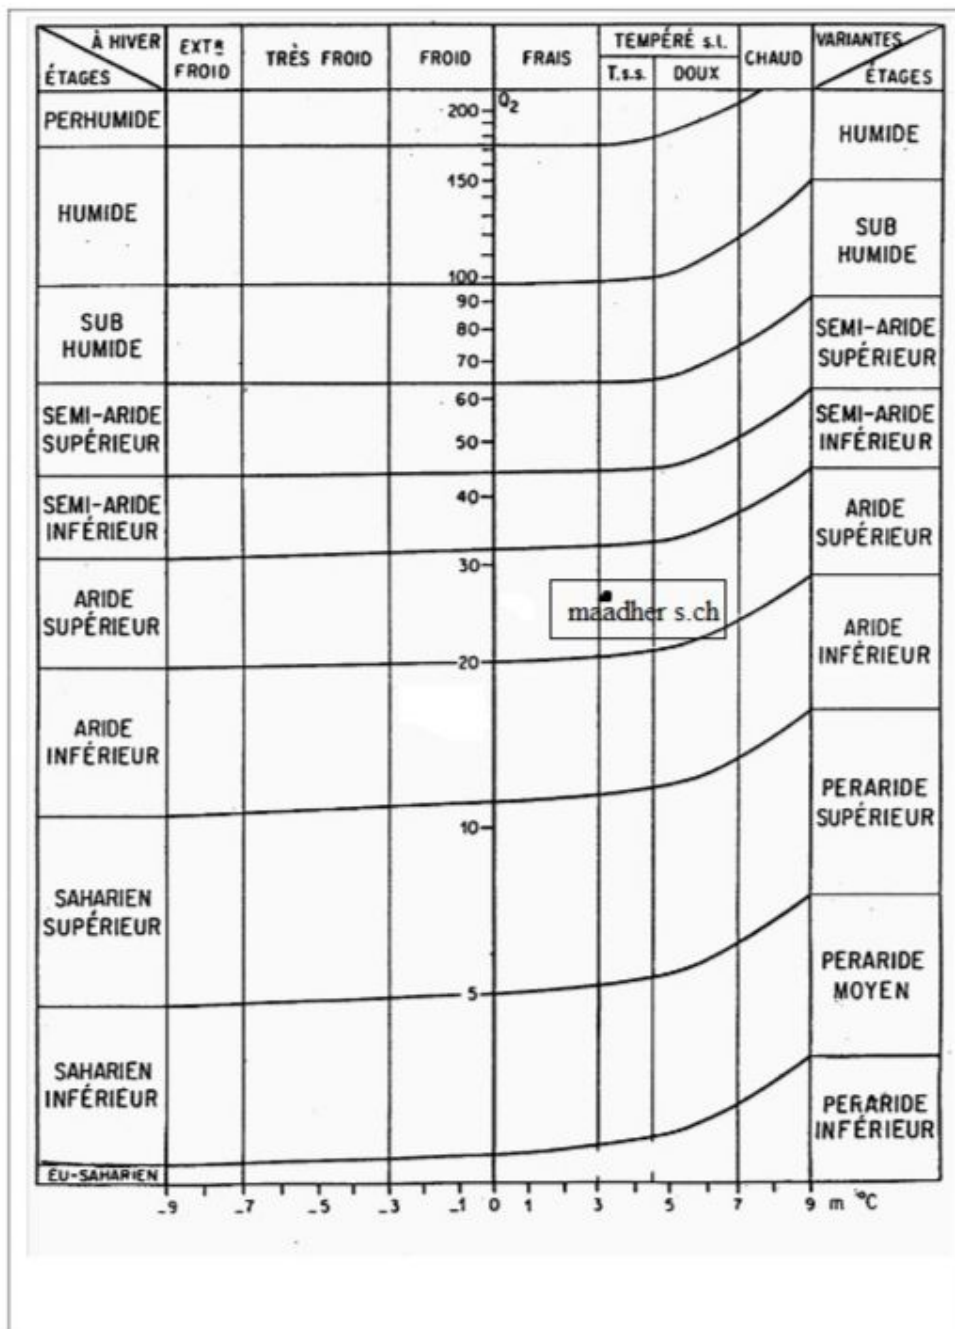 À HIVER
ÉTAGES
EXTR FROID
TRÈS FROID
FROID
FRAIS
TEMPÉRÉ s.l.
T.s.s.
DOUX
CHAUD
VARIANTES
ÉTAGES
PERHUMIDE
HUMIDE
SUB
HUMIDE
SEMI-ARIDE
SUPÉRIEUR
SEMI-ARIDE
INFÉRIEUR
ARIDE
SUPÉRIEUR
ARIDE
INFÉRIEUR
SAHARIEN
SUPÉRIEUR
SAHARIEN
INFÉRIEUR
EU-SAHARIEN
Q2
200
150
100
90
80
70
60
50
40
30
20
10
5
maadher s.ch
HUMIDE
SUB
HUMIDE
SEMI-ARIDE
SUPÉRIEUR
SEMI-ARIDE
INFÉRIEUR
ARIDE
SUPÉRIEUR
ARIDE
INFÉRIEUR
PERARIDE
SUPÉRIEUR
PERARIDE
MOYEN
PERARIDE
INFÉRIEUR
-9 -7 -5 -3 -1 0 1 3 5 7 9 m °C